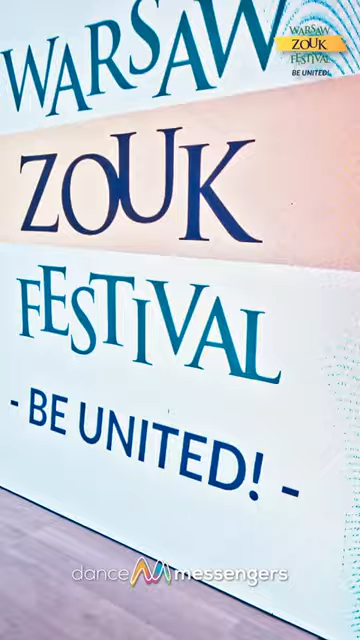 WARSAW
ZOUK
FESTIVAL
- BE UNITED! -
WARSAW
ZOUK
FESTIVAL
BE UNITED!
dance messengers